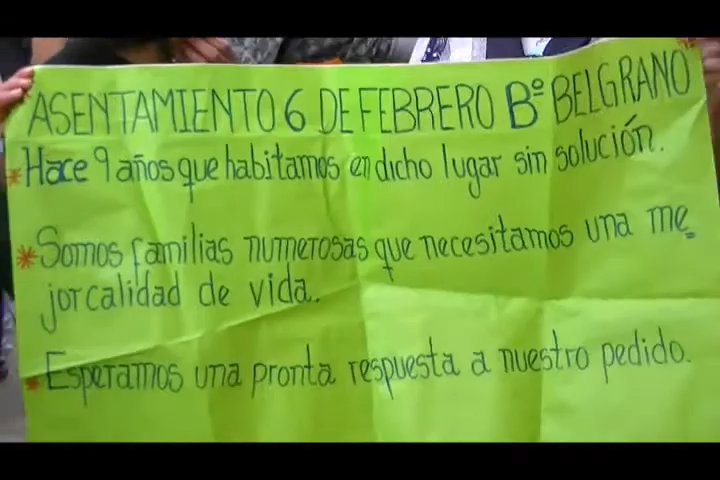 ASENTAMIENTO 6 DE FEBRERO Bº BELGRANO
* Hace 9 años que habitamos en dicho lugar sin solución.
* Somos familias numerosas que necesitamos una me=
jor calidad de vida.
* Esperamos una pronta respuesta a nuestro pedido.